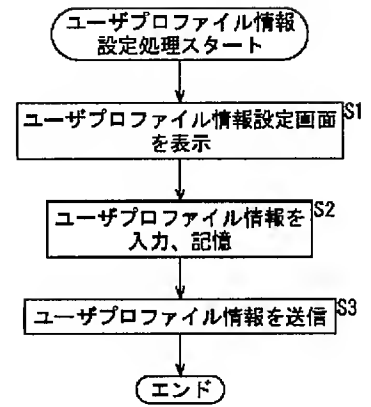 ユーザプロファイル情報
設定処理スタート
ユーザプロファイル情報設定画面
を表示
S1
ユーザプロファイル情報を
入力、記憶
S2
ユーザプロファイル情報を送信
S3
エンド